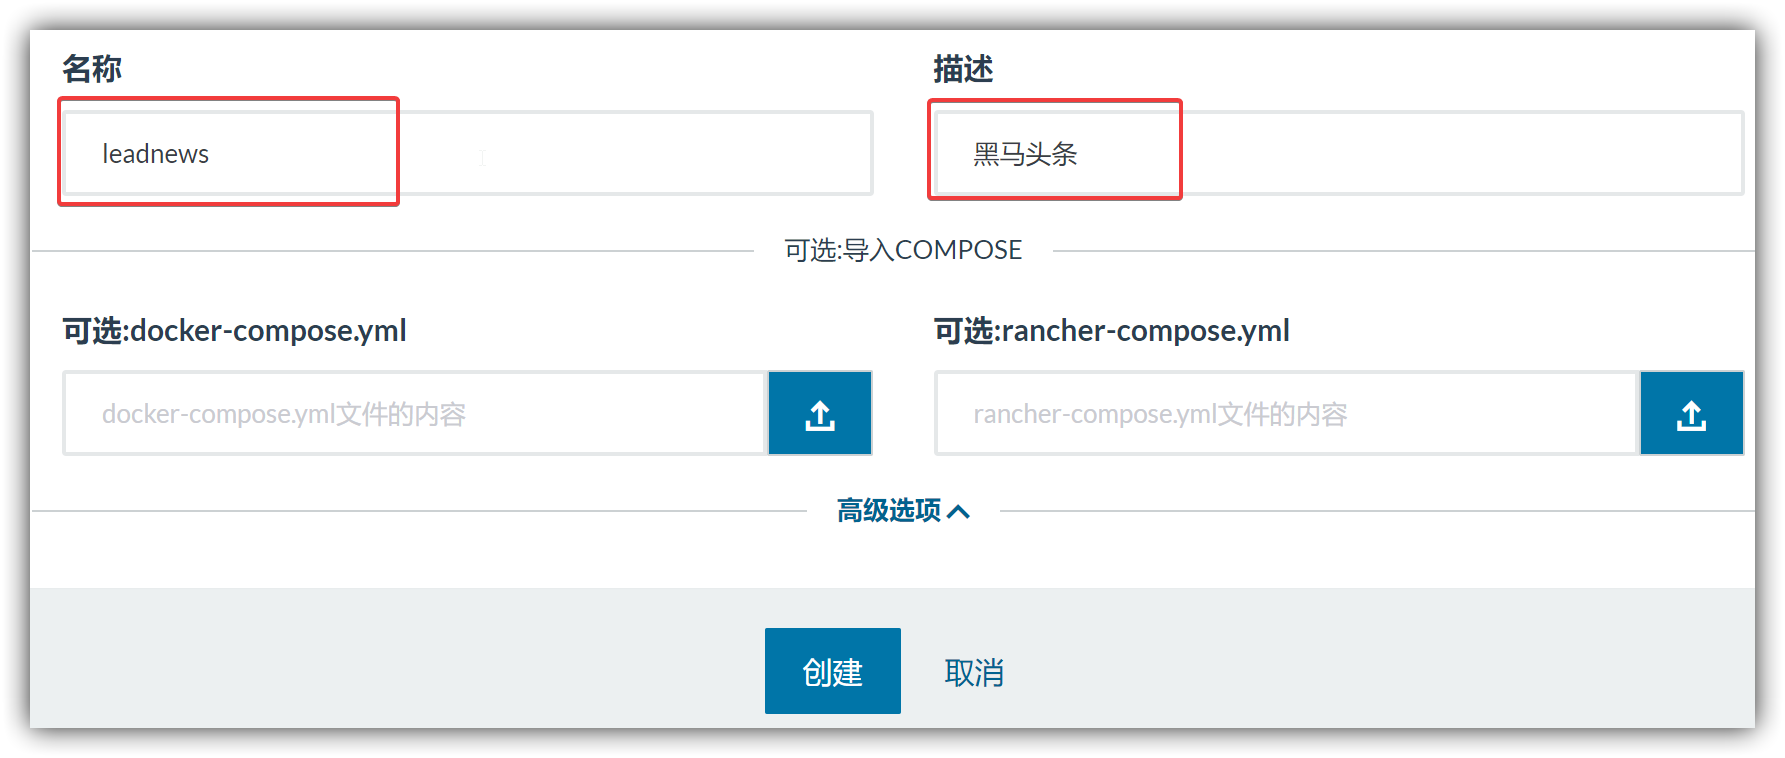 名称
描述
leadnews
黑马头条
可选:导入COMPOSE
可选:docker-compose.yml
可选:rancher-compose.yml
docker-compose.yml文件的内容
rancher-compose.yml文件的内容
高级选项
创建
取消